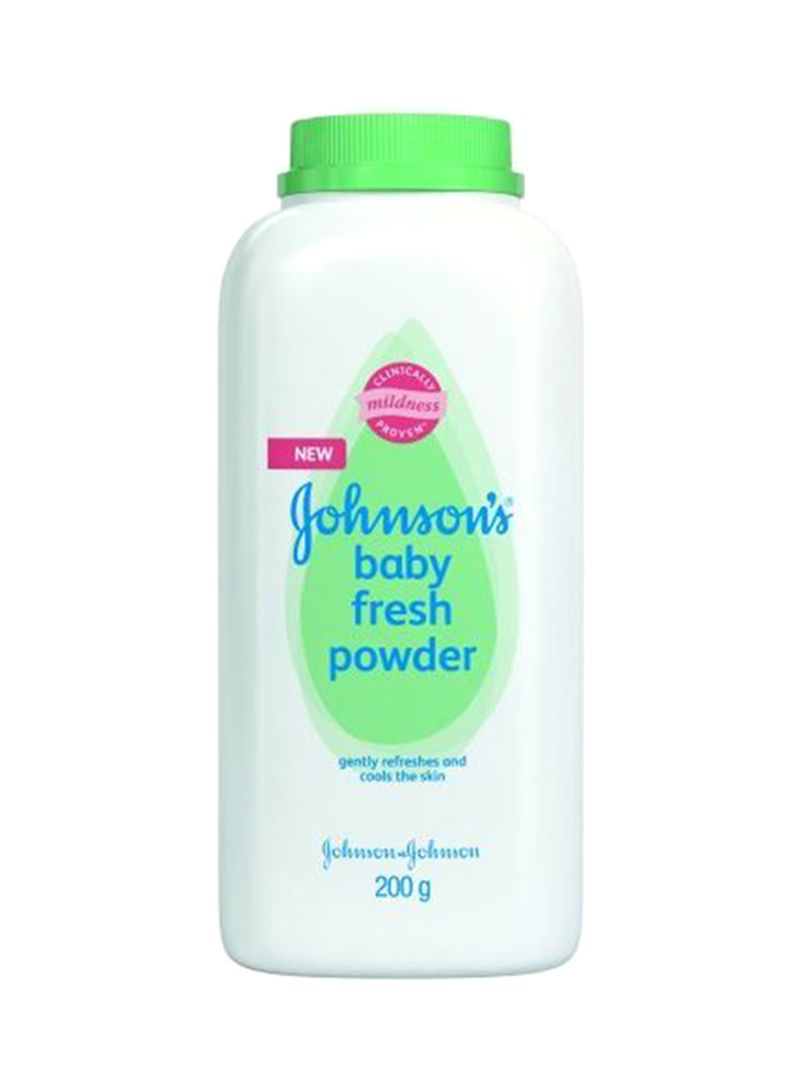 CLINICALLY
mildness
PROVEN®
NEW
Johnson's®
baby
fresh
powder
gently refreshes and
cools the skin
Johnson & Johnson
200 g